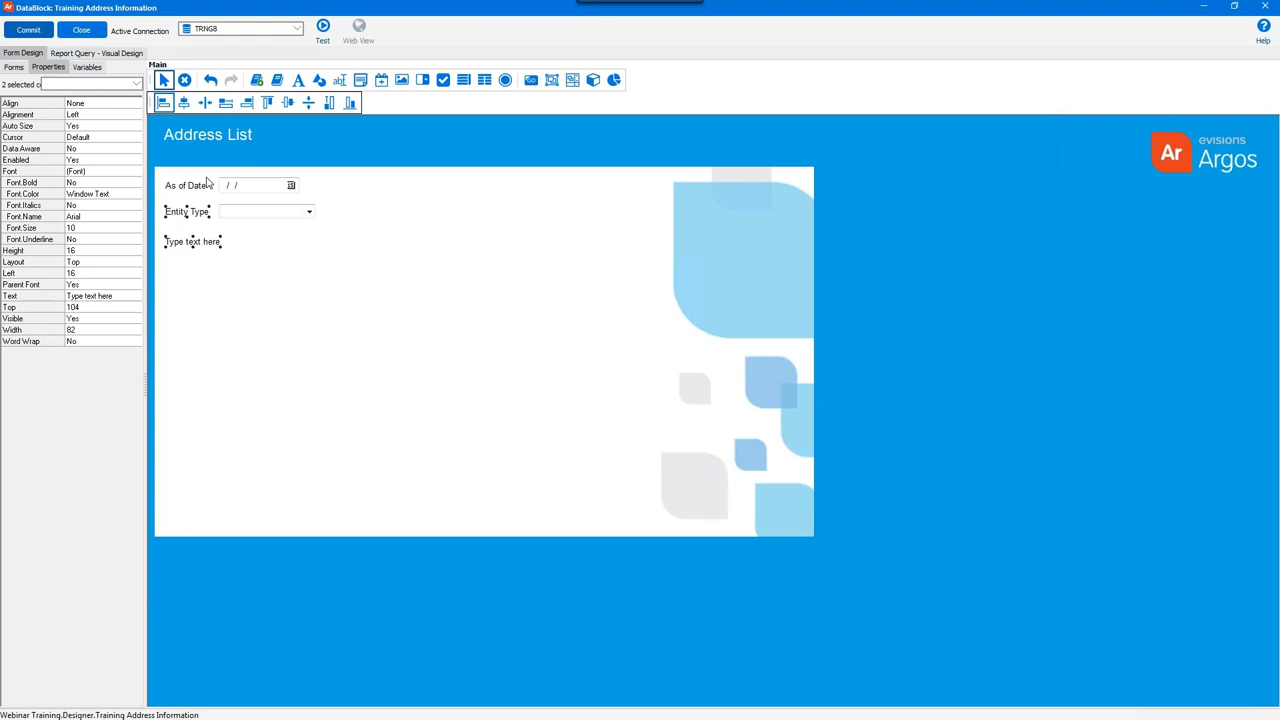 DataBlock: Training Address Information
Commit
Close
Active Connection
TRNG8
Test
Web View
Help
Form Design
Report Query - Visual Design
Forms
Properties
Variables
Main
2 selected c
Align None
Alignment Left
Auto Size Yes
Cursor Default
Data Aware No
Enabled Yes
Font (Font)
Font.Bold No
Font.Color Window Text
Font.Italics No
Font.Name Arial
Font.Size 10
Font.Underline No
Height 16
Layout Top
Left 16
Parent Font Yes
Text Type text here
Top 104
Visible Yes
Width 82
Word Wrap No
Address List
Ar evisions
Argos
As of Date / /
Entity Type
Type text here
Webinar Training.Designer.Training Address Information